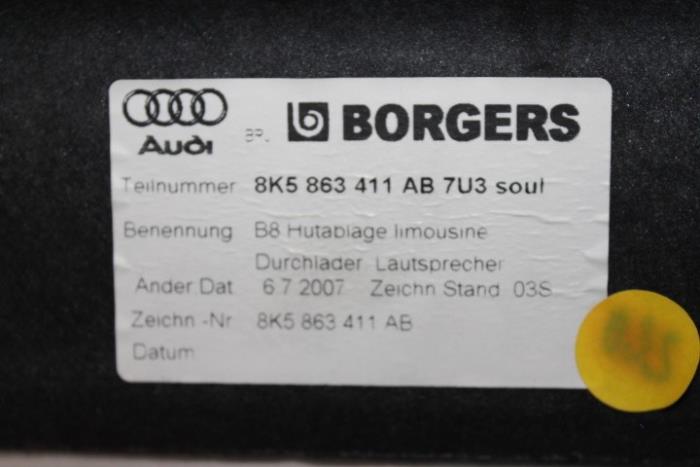 Audi BORGERS
Teilnummer 8K5 863 411 AB 7U3 soul
Benennung B8 Hutablage limousine
Durchlader Lautsprecher
Ander.Dat 6.7.2007 Zeichn Stand 03S
Zeichn.-Nr 8K5 863 411 AB
Datum